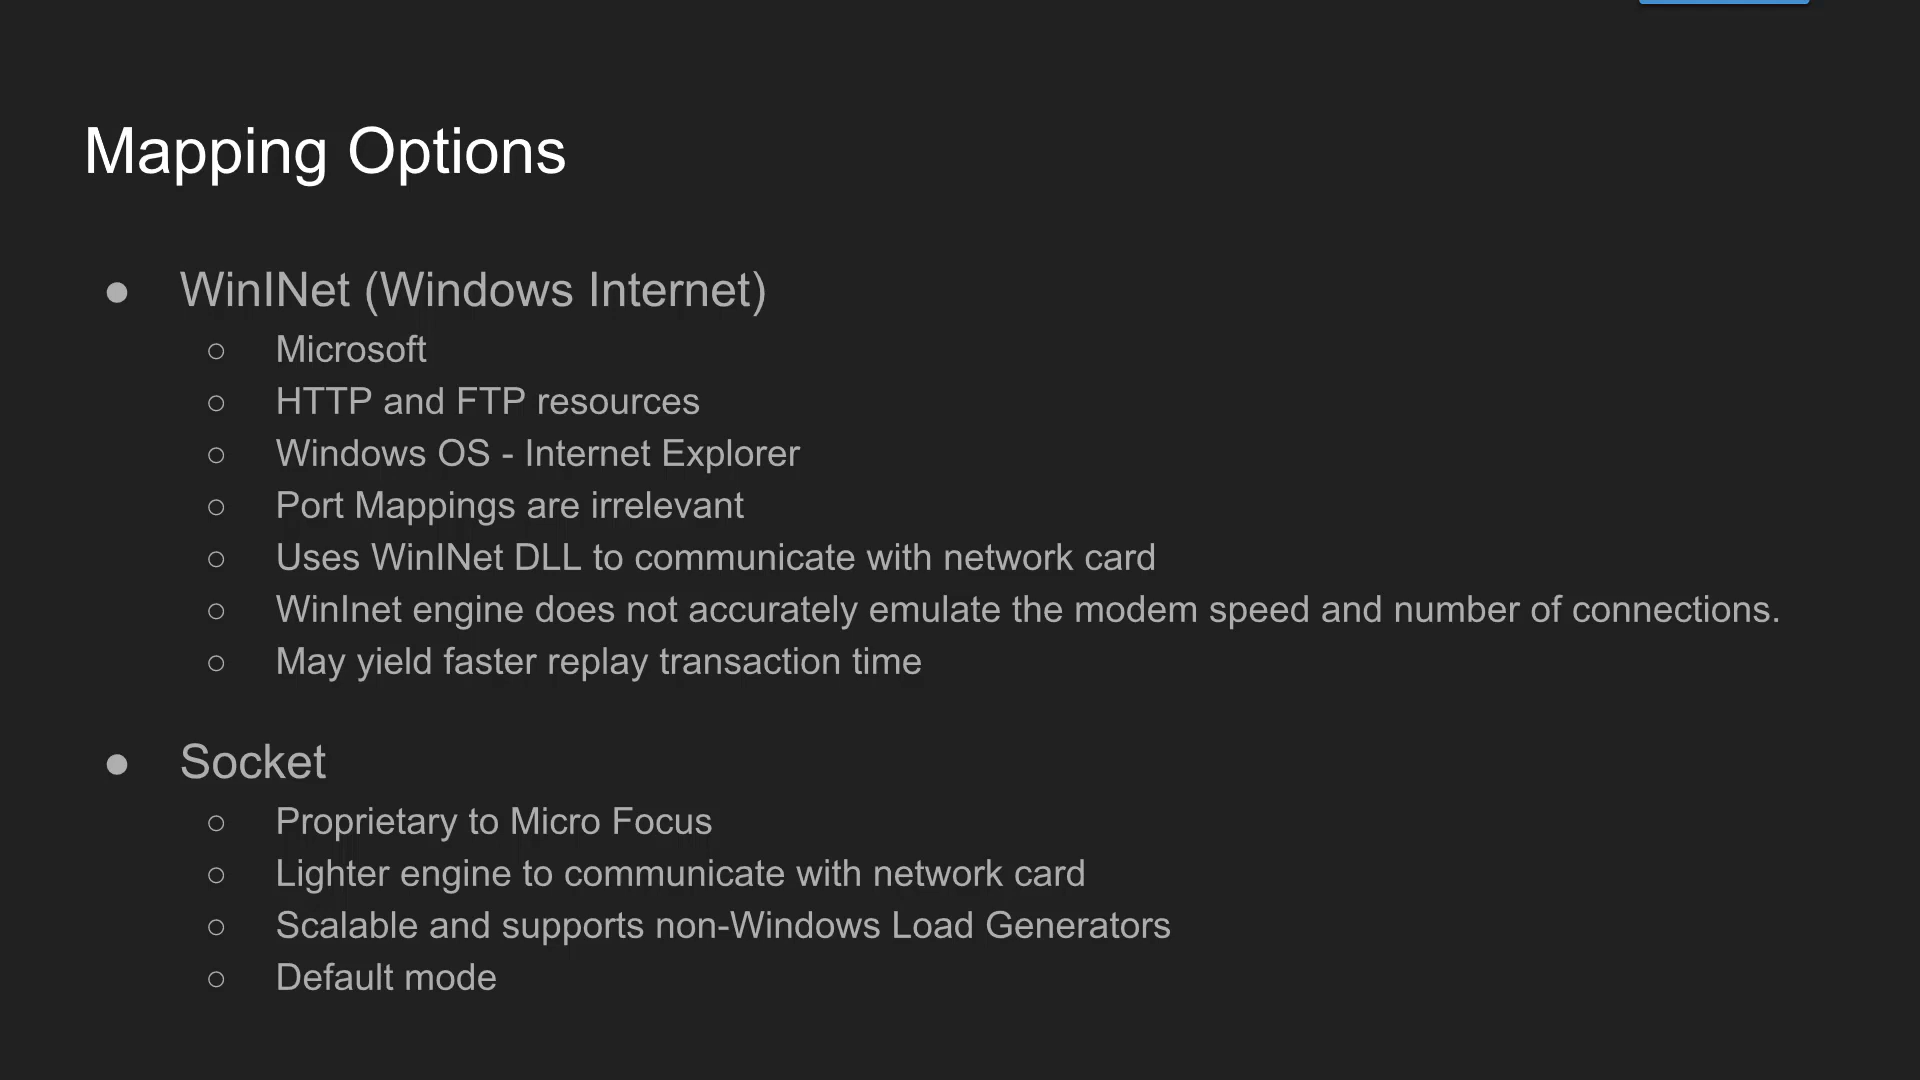 Mapping Options
● WinINet (Windows Internet)
○ Microsoft
○ HTTP and FTP resources
○ Windows OS - Internet Explorer
○ Port Mappings are irrelevant
○ Uses WinINet DLL to communicate with network card
○ WinInet engine does not accurately emulate the modem speed and number of connections.
○ May yield faster replay transaction time
● Socket
○ Proprietary to Micro Focus
○ Lighter engine to communicate with network card
○ Scalable and supports non-Windows Load Generators
○ Default mode